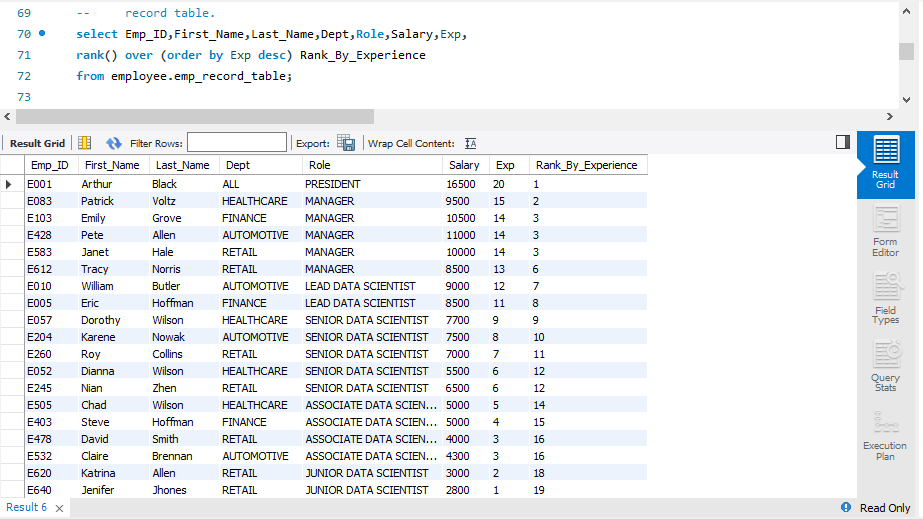 69 -- record table.
70 select Emp_ID,First_Name,Last_Name,Dept,Role,Salary,Exp,
71 rank() over (order by Exp desc) Rank_By_Experience
72 from employee.emp_record_table;
73
Result Grid Filter Rows: Export: Wrap Cell Content: IA
Emp_ID First_Name Last_Name Dept Role Salary Exp Rank_By_Experience
E001 Arthur Black ALL PRESIDENT 16500 20 1
E083 Patrick Voltz HEALTHCARE MANAGER 9500 15 2
E103 Emily Grove FINANCE MANAGER 10500 14 3
E428 Pete Allen AUTOMOTIVE MANAGER 11000 14 3
E583 Janet Hale RETAIL MANAGER 10000 14 3
E612 Tracy Norris RETAIL MANAGER 8500 13 6
E010 William Butler AUTOMOTIVE LEAD DATA SCIENTIST 9000 12 7
E005 Eric Hoffman FINANCE LEAD DATA SCIENTIST 8500 11 8
E057 Dorothy Wilson HEALTHCARE SENIOR DATA SCIENTIST 7700 9 9
E204 Karene Nowak AUTOMOTIVE SENIOR DATA SCIENTIST 7500 8 10
E260 Roy Collins RETAIL SENIOR DATA SCIENTIST 7000 7 11
E052 Dianna Wilson HEALTHCARE SENIOR DATA SCIENTIST 5500 6 12
E245 Nian Zhen RETAIL SENIOR DATA SCIENTIST 6500 6 12
E505 Chad Wilson HEALTHCARE ASSOCIATE DATA SCIEN... 5000 5 14
E403 Steve Hoffman FINANCE ASSOCIATE DATA SCIEN... 5000 4 15
E478 David Smith RETAIL ASSOCIATE DATA SCIEN... 4000 3 16
E532 Claire Brennan AUTOMOTIVE ASSOCIATE DATA SCIEN... 4300 3 16
E620 Katrina Allen RETAIL JUNIOR DATA SCIENTIST 3000 2 18
E640 Jenifer Jhones RETAIL JUNIOR DATA SCIENTIST 2800 1 19
Result
Grid
Form
Editor
Field
Types
Query
Stats
Execution
Plan
Result 6
Read Only